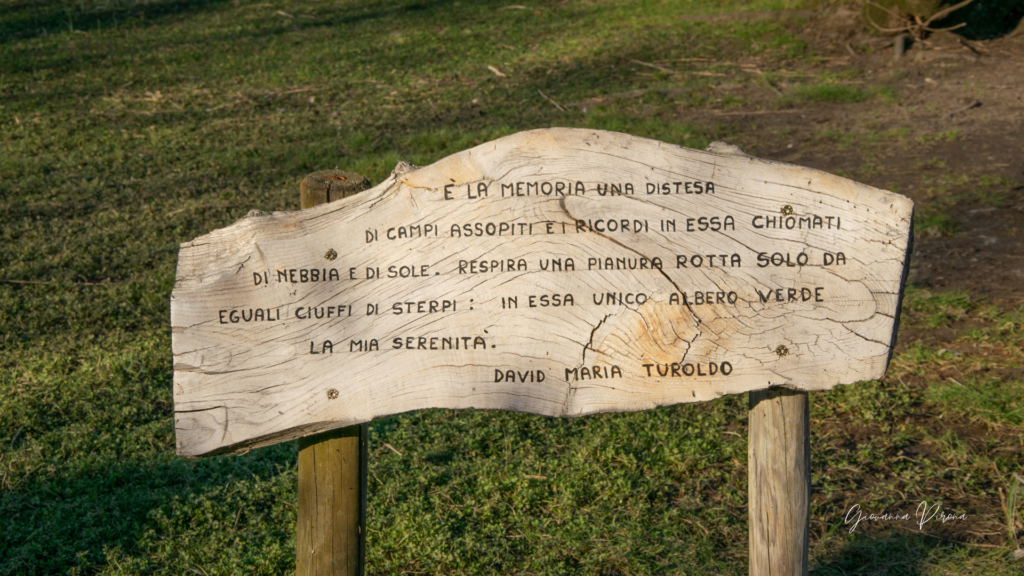 E LA MEMORIA UNA DISTESA
DI CAMPI ASSOPITI E I RICORDI IN ESSA CHIOMATI
DI NEBBIA E DI SOLE. RESPIRA UNA PIANURA ROTTA SOLO DA
EGUALI CIUFFI DI STERPI: IN ESSA UNICO ALBERO VERDE
LA MIA SERENITÀ.
DAVID MARIA TUROLDO
Giovanna Pirona